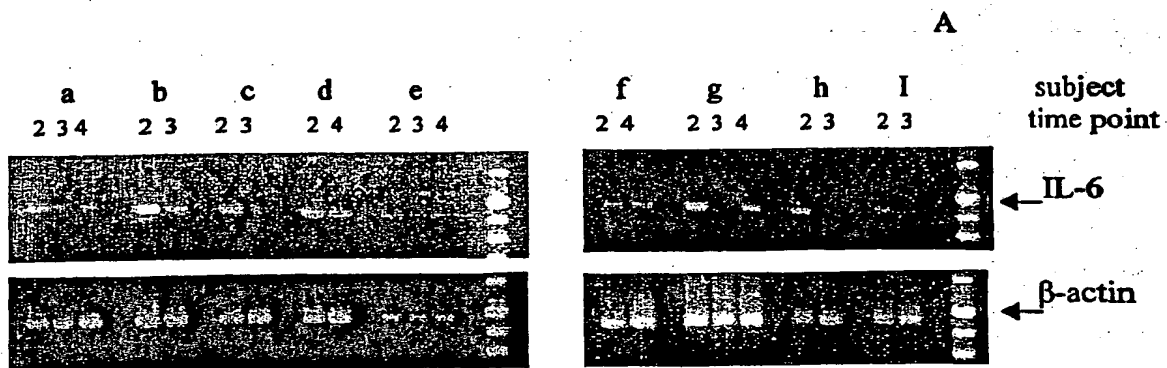 A
a b c d e f g h I subject
2 3 4 2 3 2 3 2 4 2 3 4 2 4 2 3 4 2 3 2 3 time point
IL-6
β-actin